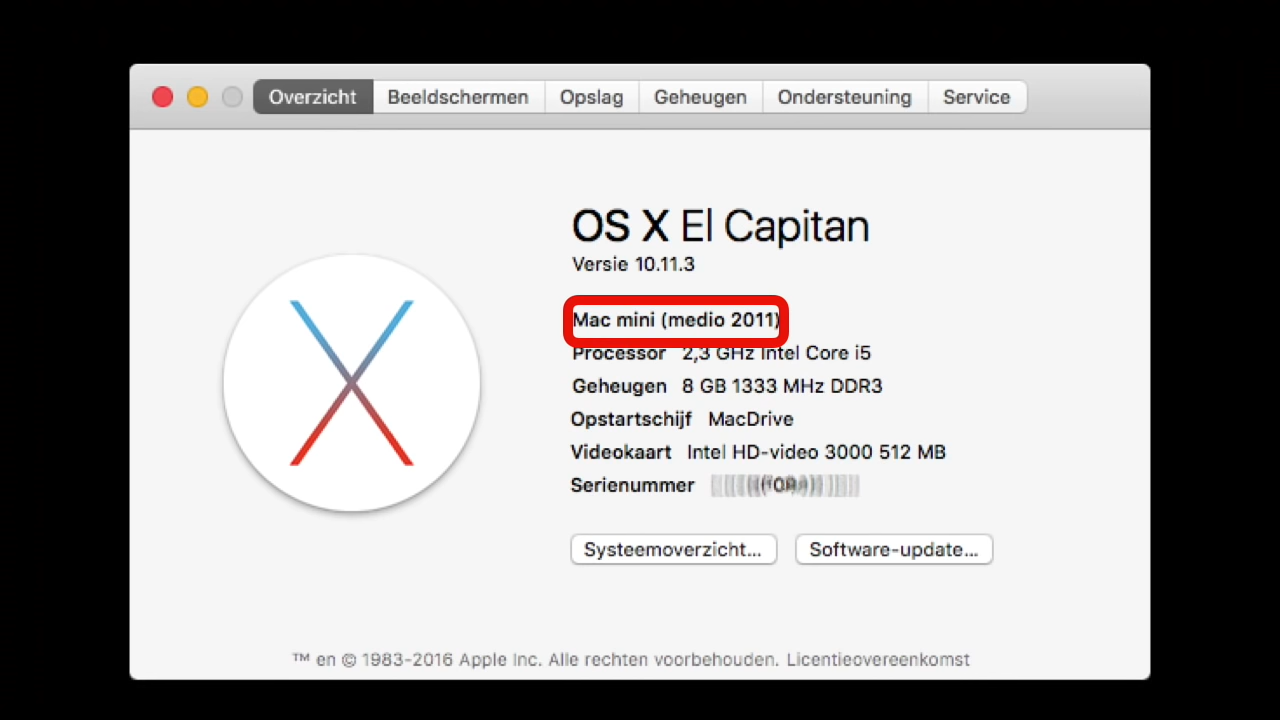 Overzicht Beeldschermen Opslag Geheugen Ondersteuning Service
OS X El Capitan
Versie 10.11.3
Mac mini (medio 2011)
Processor 2,3 GHz Intel Core i5
Geheugen 8 GB 1333 MHz DDR3
Opstartschijf MacDrive
Videokaart Intel HD-video 3000 512 MB
Serienummer
Systeemoverzicht... Software-update...
™ en © 1983-2016 Apple Inc. Alle rechten voorbehouden. Licentieovereenkomst